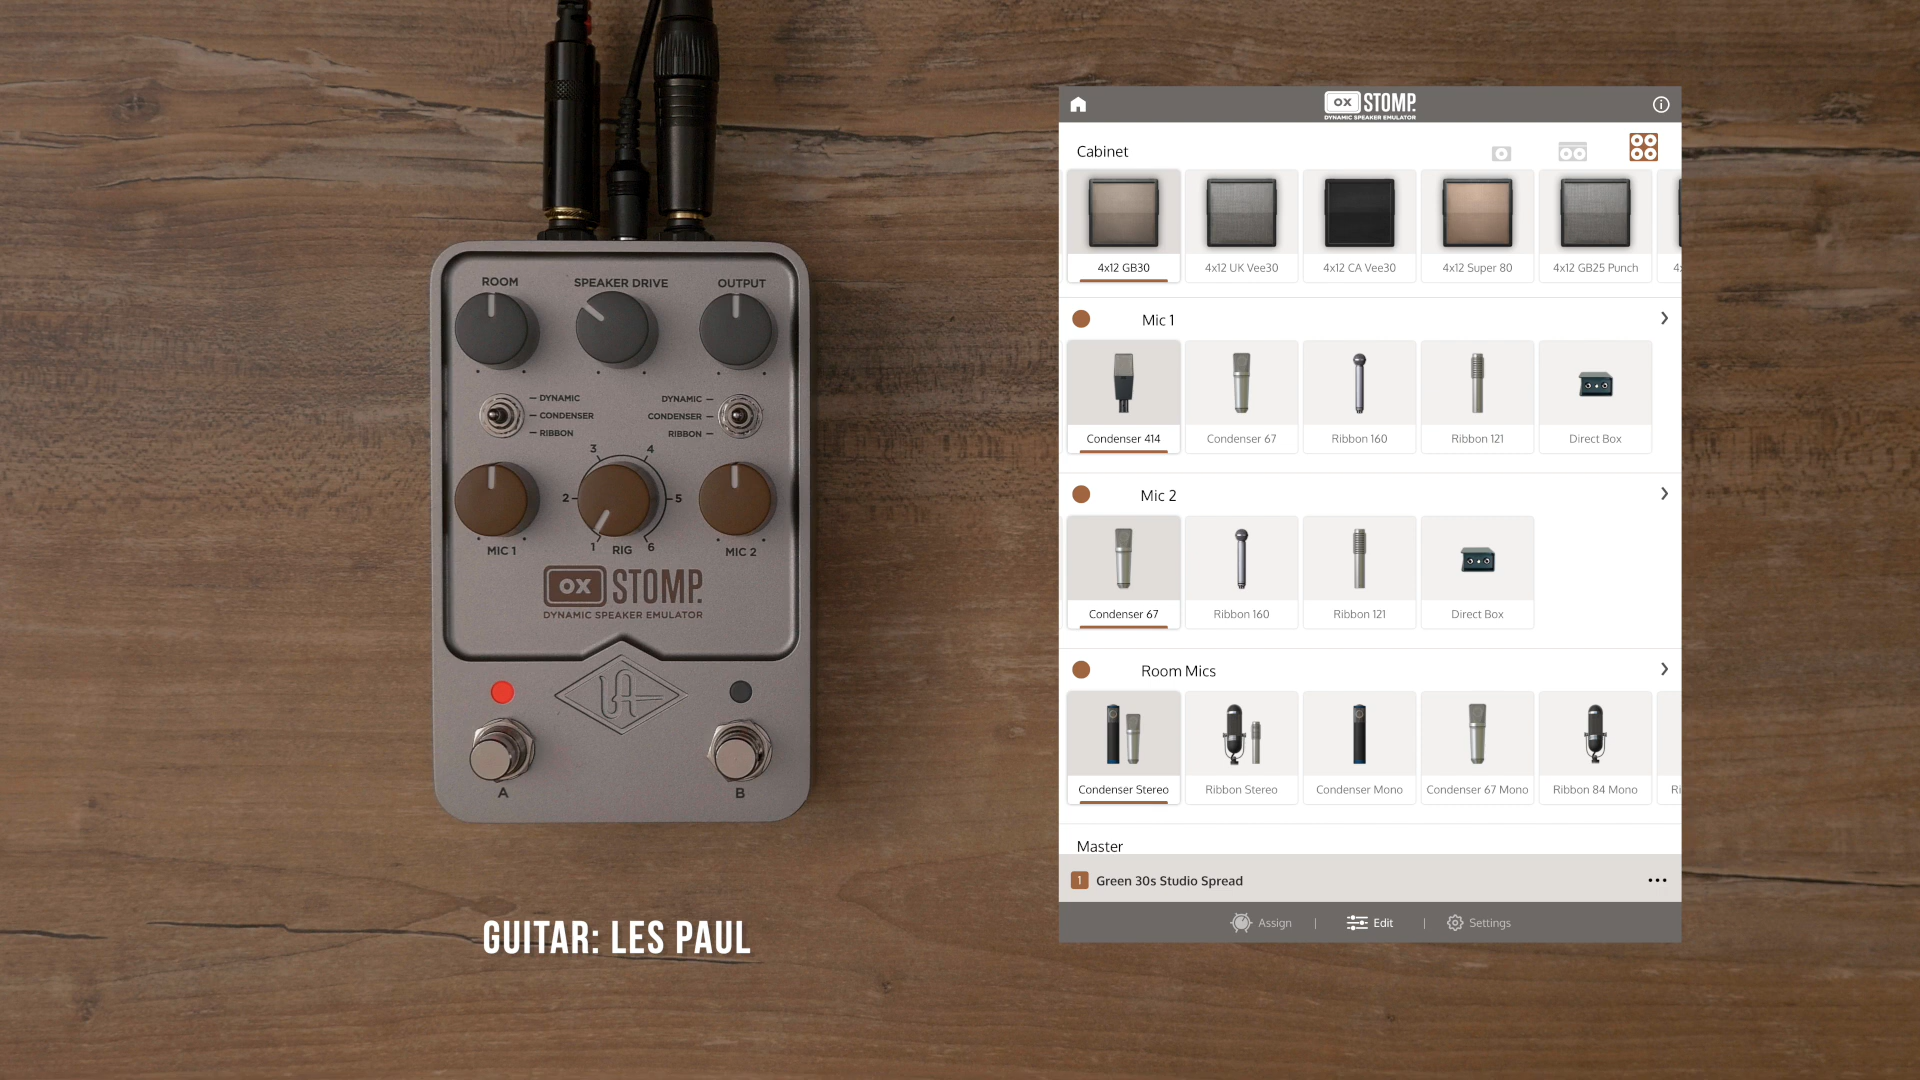 ROOM
SPEAKER DRIVE
OUTPUT
DYNAMIC
CONDENSER
RIBBON
DYNAMIC
CONDENSER
RIBBON
3
4
2
5
1
6
RIG
MIC 1
MIC 2
OX STOMP.
DYNAMIC SPEAKER EMULATOR
UA
A
B
GUITAR: LES PAUL
OX STOMP.
DYNAMIC SPEAKER EMULATOR
Cabinet
4x12 GB30
4x12 UK Vee30
4x12 CA Vee30
4x12 Super 80
4x12 GB25 Punch
Mic 1
Condenser 414
Condenser 67
Ribbon 160
Ribbon 121
Direct Box
Mic 2
Condenser 67
Ribbon 160
Ribbon 121
Direct Box
Room Mics
Condenser Stereo
Ribbon Stereo
Condenser Mono
Condenser 67 Mono
Ribbon 84 Mono
Master
1 Green 30s Studio Spread
Assign | Edit | Settings